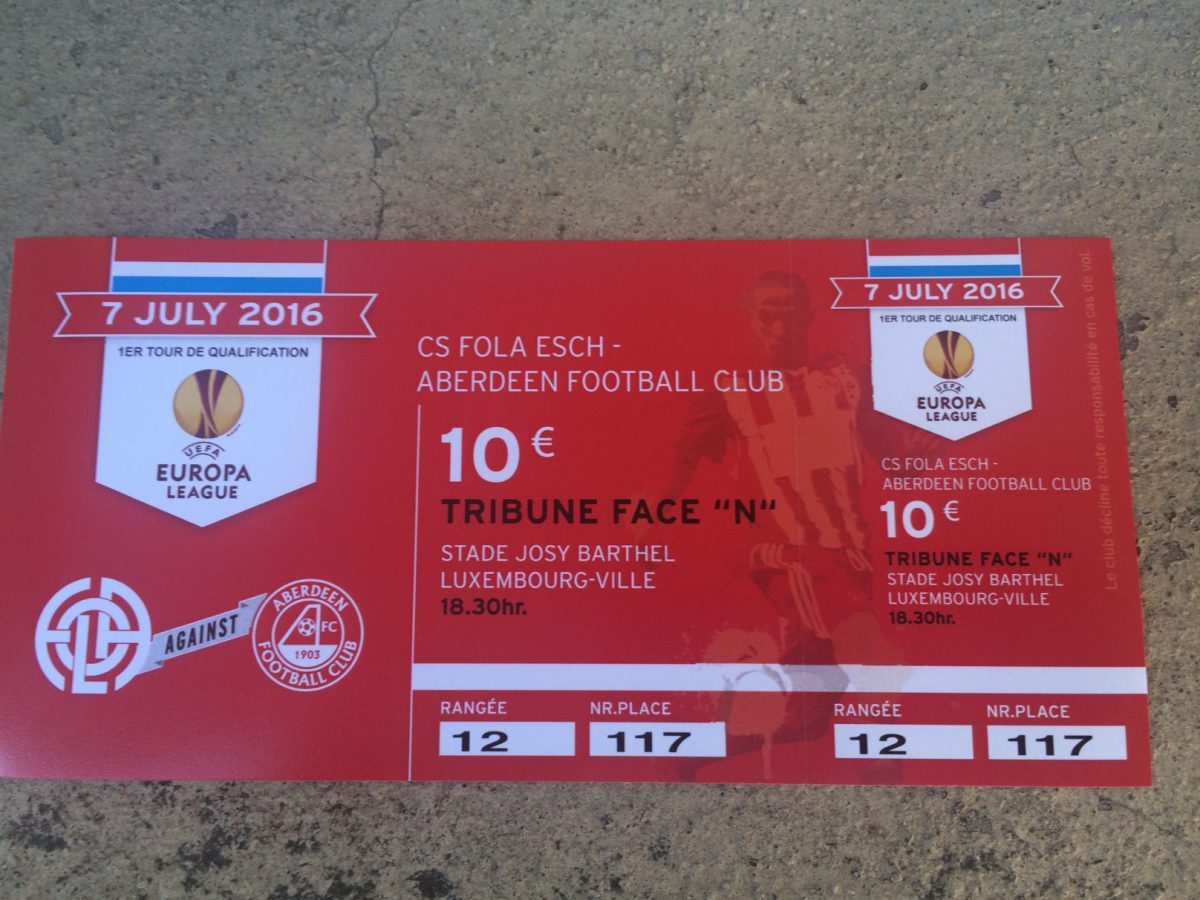 7 JULY 2016
1ER TOUR DE QUALIFICATION
UEFA
EUROPA
LEAGUE
AGAINST
ABERDEEN
FC
1903
FOOTBALL CLUB
CS FOLA ESCH -
ABERDEEN FOOTBALL CLUB
10 €
TRIBUNE FACE "N"
STADE JOSY BARTHEL
LUXEMBOURG-VILLE
18.30hr.
RANGÉE NR.PLACE
12 117
7 JULY 2016
1ER TOUR DE QUALIFICATION
UEFA
EUROPA
LEAGUE
CS FOLA ESCH -
ABERDEEN FOOTBALL CLUB
10 €
TRIBUNE FACE "N"
STADE JOSY BARTHEL
LUXEMBOURG-VILLE
18.30hr.
RANGÉE NR.PLACE
12 117
Le club décline toute responsabilité en cas de vol.